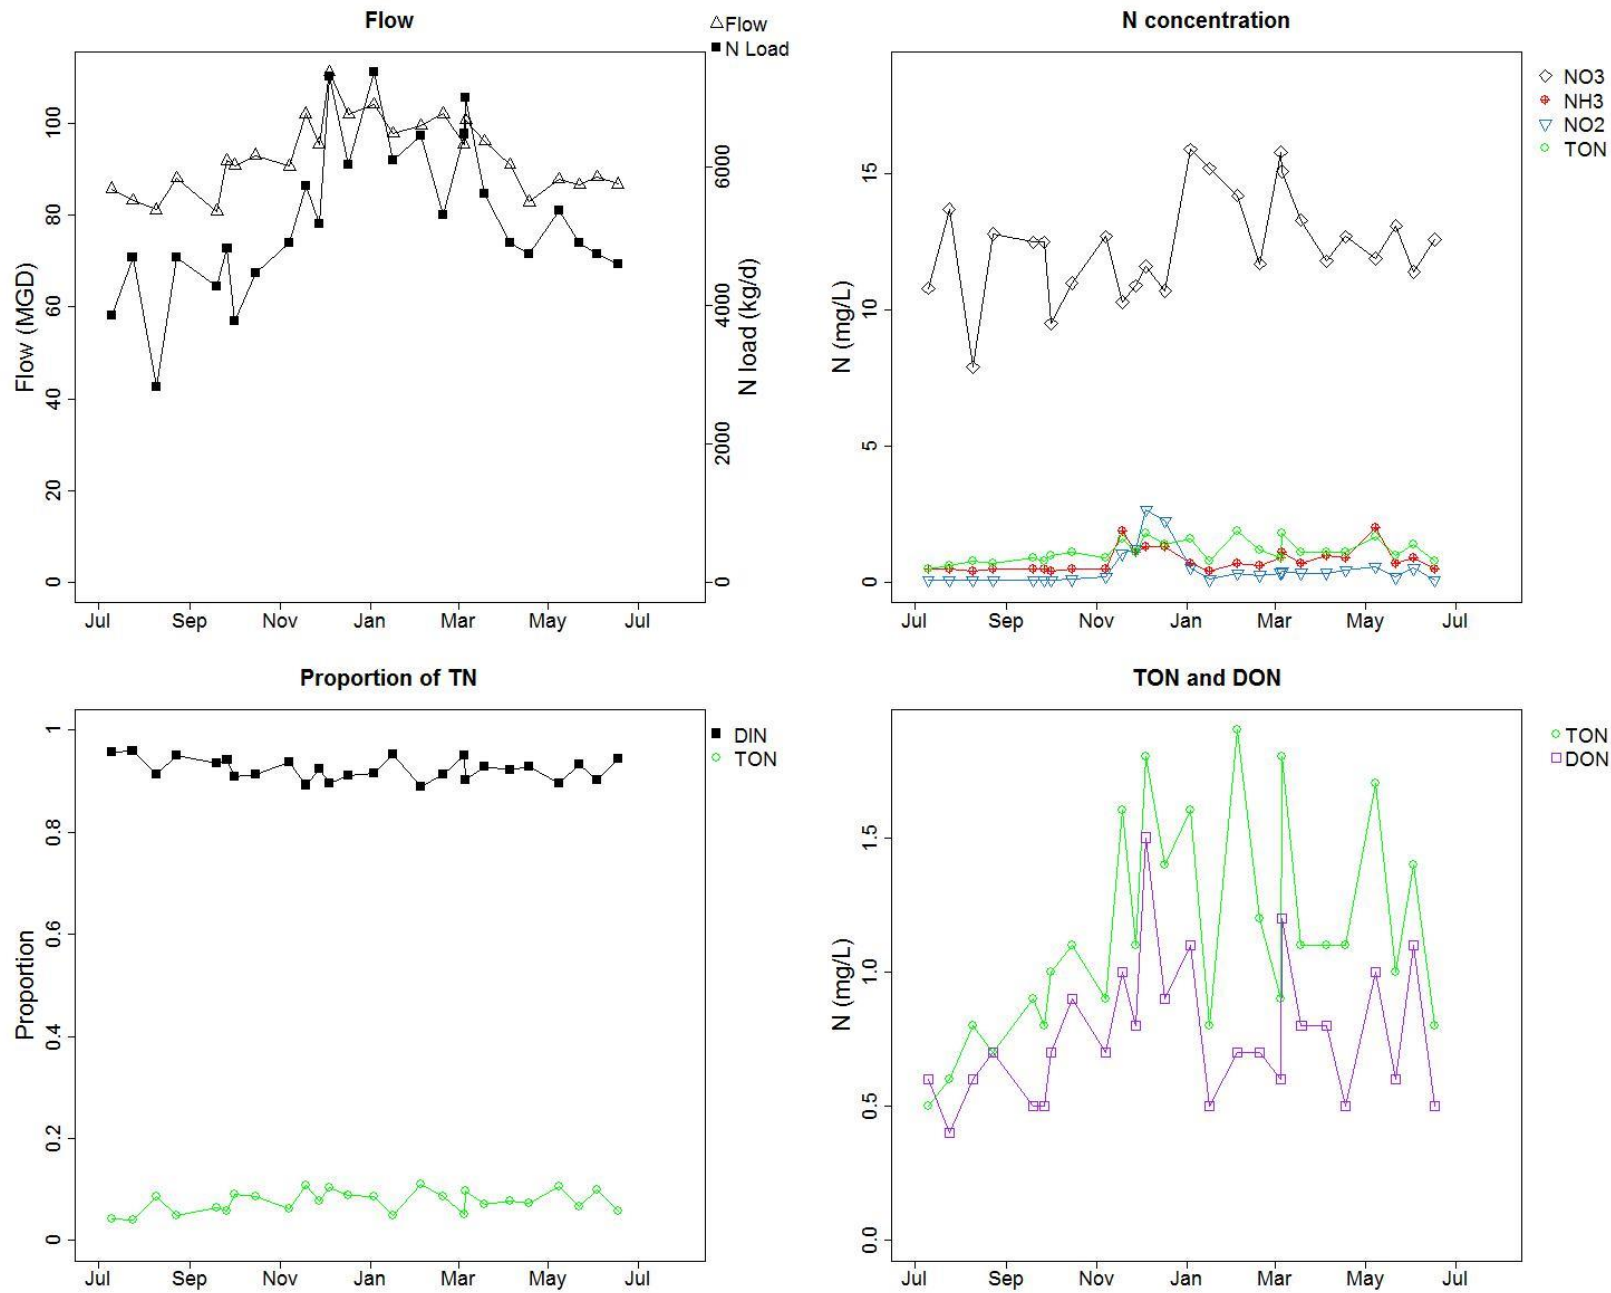 Flow
Flow
N Load
Flow (MGD)
100
80
60
40
20
0
N load (kg/d)
6000
4000
2000
0
Jul Sep Nov Jan Mar May Jul
N concentration
NO3
NH3
NO2
TON
N (mg/L)
15
10
5
0
Jul Sep Nov Jan Mar May Jul
Proportion of TN
DIN
TON
Proportion
1
0.8
0.6
0.4
0.2
0
Jul Sep Nov Jan Mar May Jul
TON and DON
TON
DON
N (mg/L)
1.5
1.0
0.5
0.0
Jul Sep Nov Jan Mar May Jul